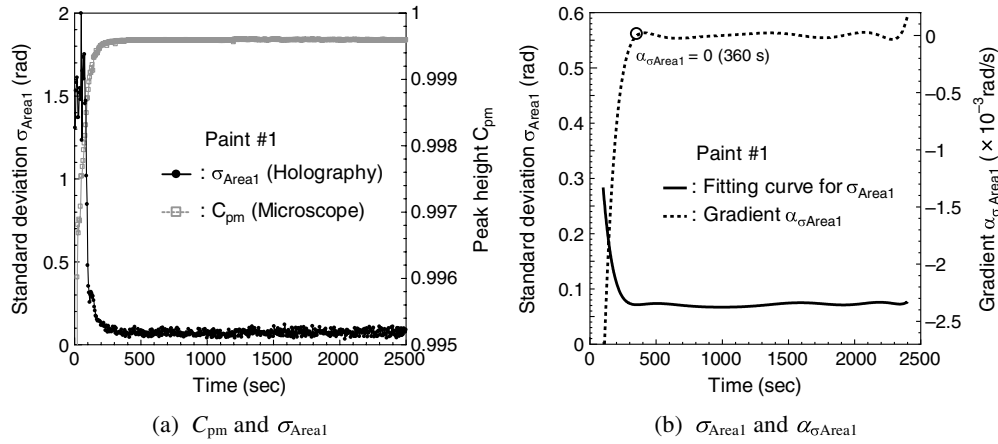 2
1.5
1
0.5
0
Standard deviation σArea1 (rad)
1
0.999
0.998
0.997
0.996
0.995
Peak height Cpm
Paint #1
: σArea1 (Holography)
: Cpm (Microscope)
0 500 1000 1500 2000 2500
Time (sec)
(a) Cpm and σArea1
0.6
0.5
0.4
0.3
0.2
0.1
0
Standard deviation σArea1 (rad)
0
−0.5
−1
−1.5
−2
−2.5
Gradient ασArea1 (×10−3rad/s)
ασArea1 = 0 (360 s)
Paint #1
: Fitting curve for σArea1
: Gradient ασArea1
0 500 1000 1500 2000 2500
Time (sec)
(b) σArea1 and ασArea1